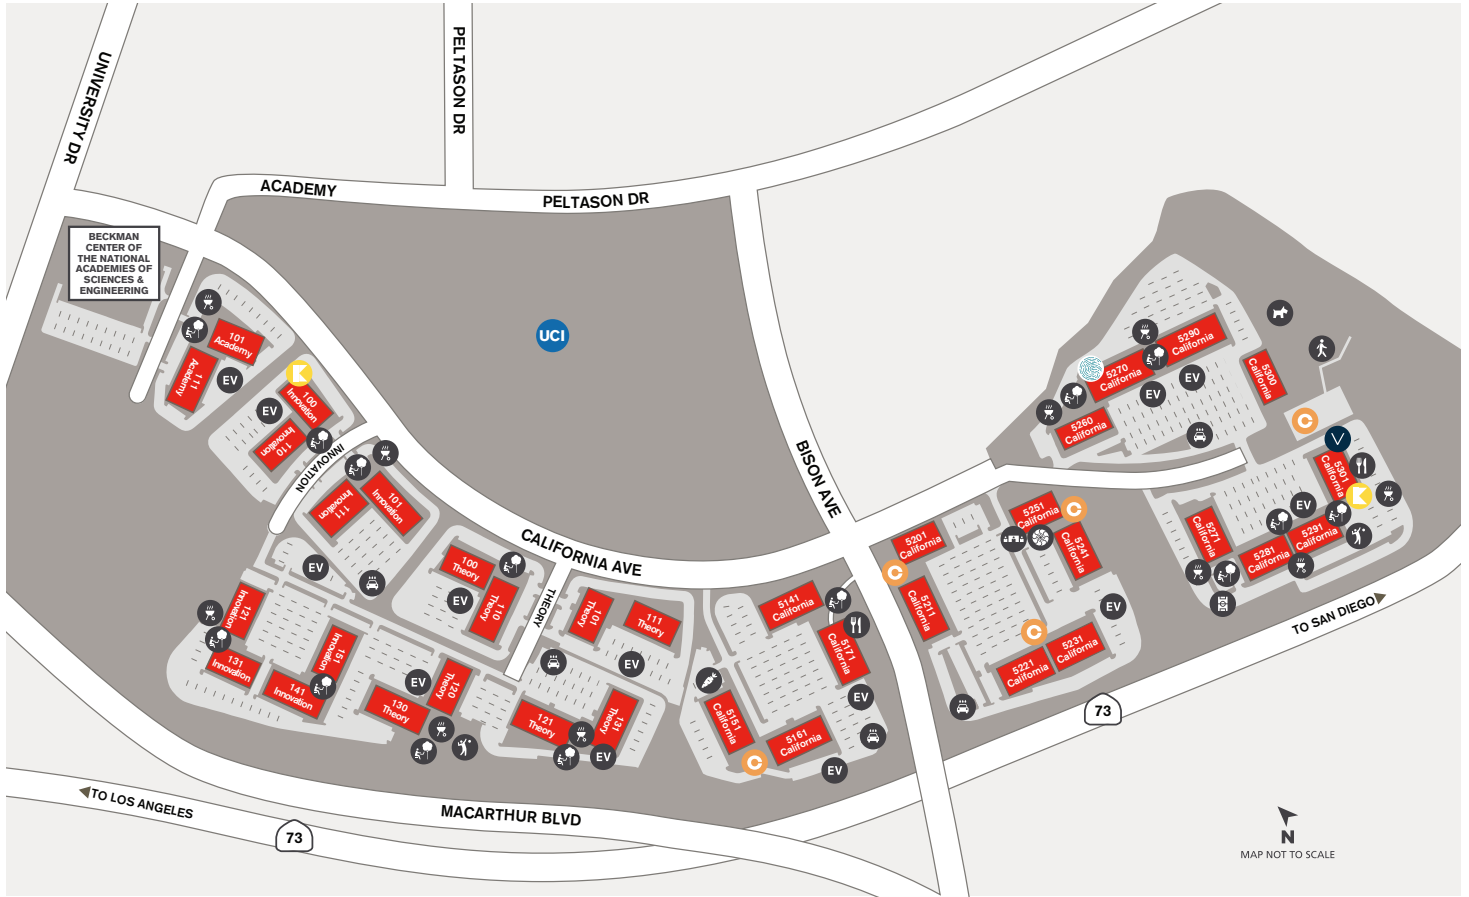 UNIVERSITY DR
PELTASON DR
ACADEMY
PELTASON DR
BECKMAN
CENTER OF
THE NATIONAL
ACADEMIES OF
SCIENCES &
ENGINEERING
UCI
101
Academy
111
Academy
EV
100
Innovation
EV
110
Innovation
INNOVATION
111
Innovation
101
Innovation
EV
CALIFORNIA AVE
BISON AVE
100
Theory
110
Theory
EV
THEORY
101
Theory
111
Theory
EV
121
Innovation
131
Innovation
141
Innovation
151
Innovation
EV
120
Theory
130
Theory
121
Theory
131
Theory
EV
5141
California
5171
California
EV
5151
California
5161
California
EV
5201
California
5211
California
5251
California
5241
California
EV
5221
California
5231
California
5290
California
5270
California
EV
EV
5260
California
5300
California
5301
California
EV
5271
California
5281
California
5291
California
TO SAN DIEGO
73
TO LOS ANGELES
73
MACARTHUR BLVD
N
MAP NOT TO SCALE